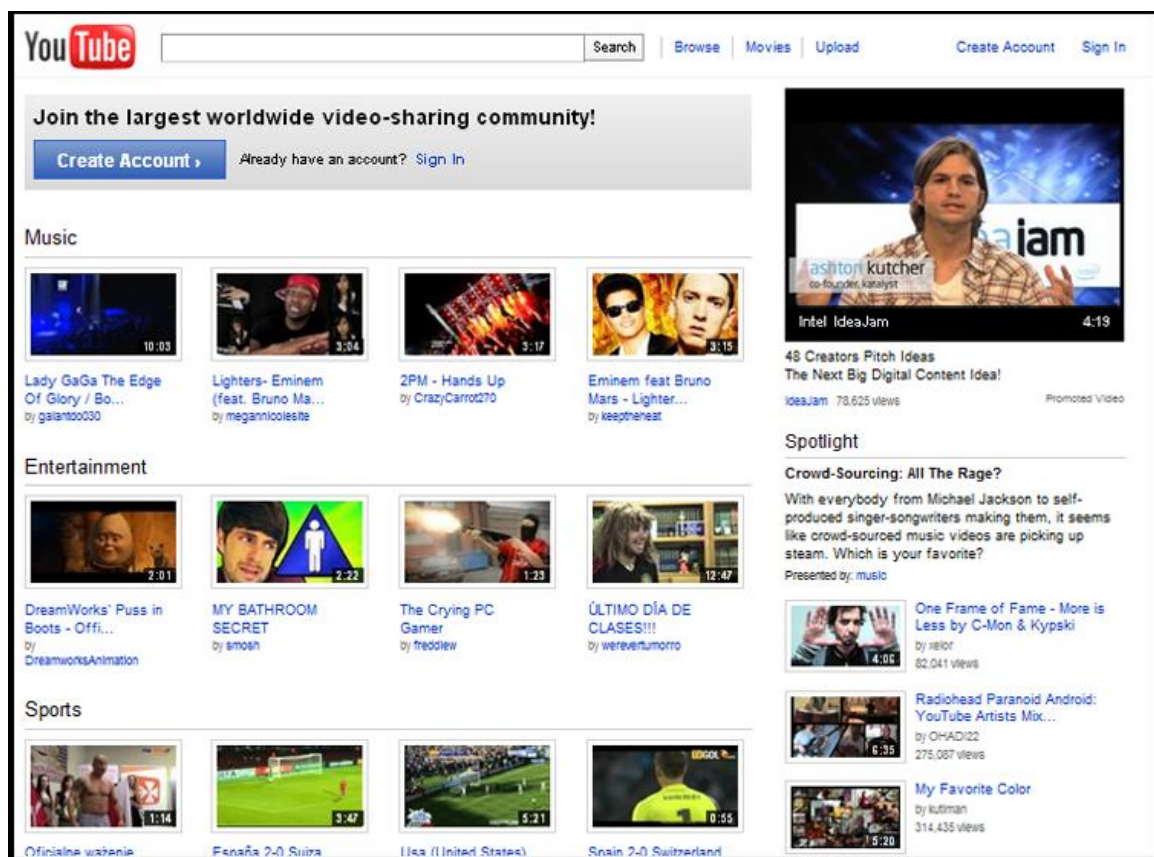 YouTube
Search
Browse
Movies
Upload
Create Account
Sign In
Join the largest worldwide video-sharing community!
Create Account ›
Already have an account? Sign In
Music
10:03
3:04
3:17
3:15
Lady GaGa The Edge
Of Glory / Bo...
by galantdo030
Lighters- Eminem
(feat. Bruno Ma...
by megannicolesite
2PM - Hands Up
by CrazyCarrot270
Eminem feat Bruno
Mars - Lighter...
by keeptheheat
Entertainment
2:01
2:22
1:23
12:47
DreamWorks' Puss in
Boots - Offi...
by
DreamworksAnimation
MY BATHROOM
SECRET
by smosh
The Crying PC
Gamer
by freddiew
ÚLTIMO DÍA DE
CLASES!!!
by werevertumorro
Sports
1:14
3:47
5:21
0:55
Oficjalne ważenie
España 2-0 Suiza
Usa (United States)
Spain 2-0 Switzerland
jam
ashton kutcher
co-founder, katalyst
Intel IdeaJam
4:19
48 Creators Pitch Ideas
The Next Big Digital Content Idea!
IdeaJam 78,625 views
Promoted Video
Spotlight
Crowd-Sourcing: All The Rage?
With everybody from Michael Jackson to self-
produced singer-songwriters making them, it seems
like crowd-sourced music videos are picking up
steam. Which is your favorite?
Presented by: music
4:06
One Frame of Fame - More is
Less by C-Mon & Kypski
by xelor
82,041 views
6:35
Radiohead Paranoid Android:
YouTube Artists Mix...
by OHADI22
275,087 views
5:20
My Favorite Color
by kutiman
314,435 views